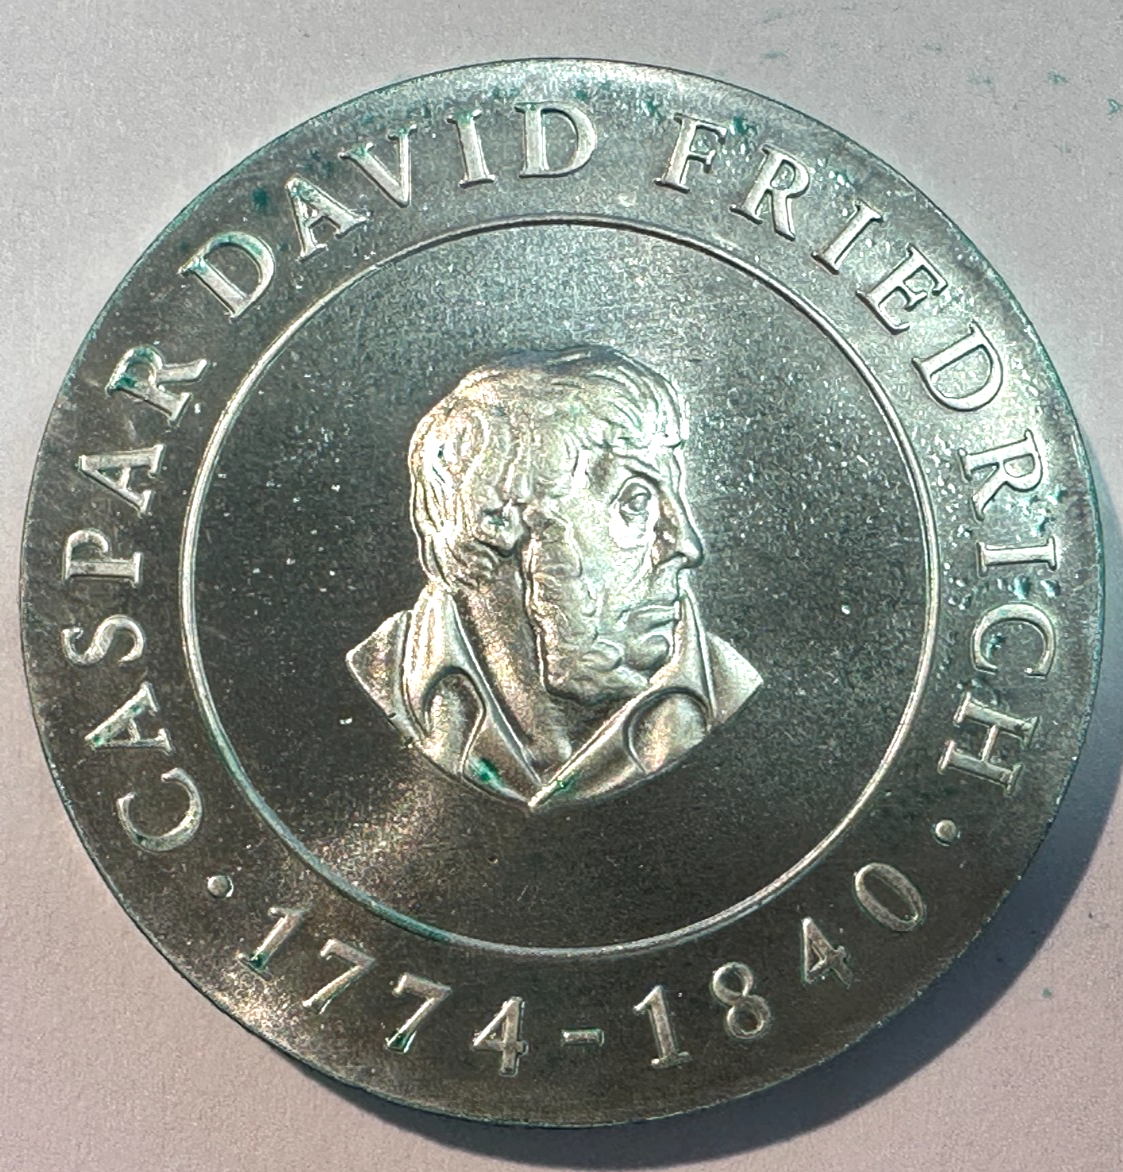 CASPAR DAVID FRIEDRICH
· 1774-1840 ·